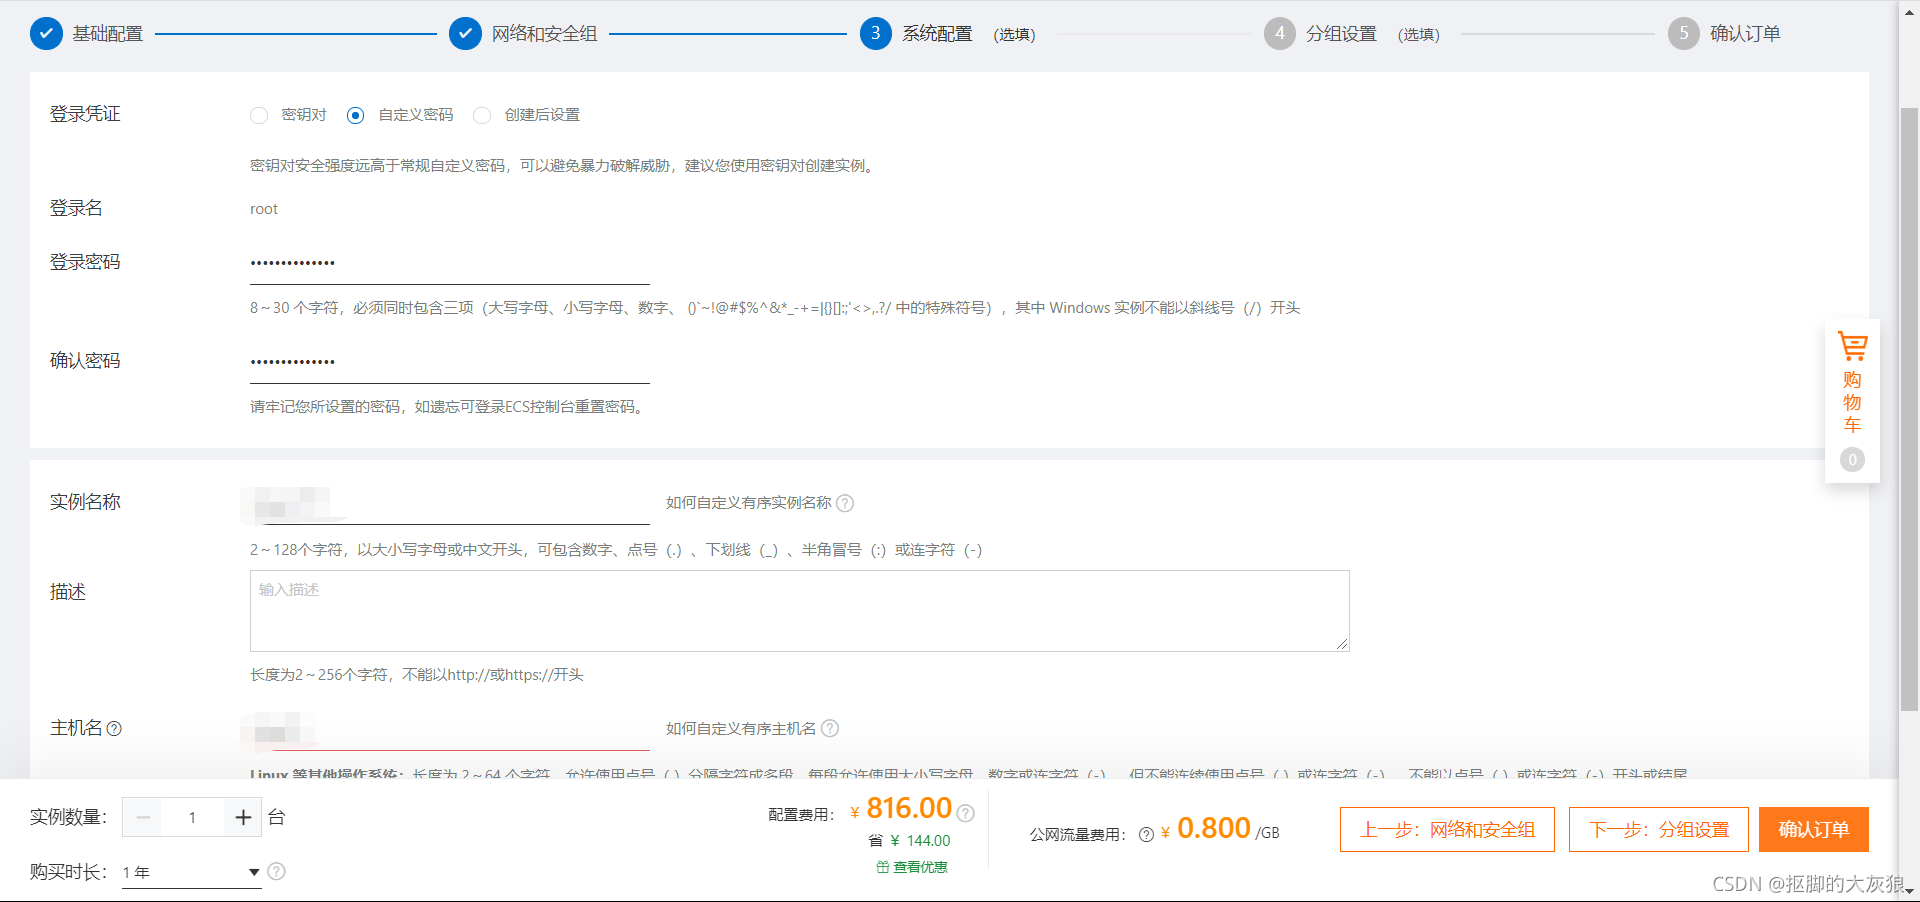 基础配置
网络和安全组
3 系统配置 (选填)
4 分组设置 (选填)
5 确认订单
登录凭证
密钥对 自定义密码 创建后设置
密钥对安全强度远高于常规自定义密码，可以避免暴力破解威胁，建议您使用密钥对创建实例。
登录名
root
登录密码
••••••••••••••
8～30 个字符，必须同时包含三项（大写字母、小写字母、数字、 ()`~!@#$%^&*_-+=|{}[]:;'<>,.?/ 中的特殊符号），其中 Windows 实例不能以斜线号（/）开头
确认密码
••••••••••••••
请牢记您所设置的密码，如遗忘可登录ECS控制台重置密码。
实例名称
如何自定义有序实例名称 ?
2～128个字符，以大小写字母或中文开头，可包含数字、点号（.）、下划线（_）、半角冒号（:）或连字符（-）
描述
输入描述
长度为2～256个字符，不能以http://或https://开头
主机名 ?
如何自定义有序主机名 ?
Linux 等其他操作系统：长度为 2～64 个字符，允许使用点号（.）分隔字符成多段，每段允许使用大小写字母、数字或连字符（-），但不能连续使用点号（.）或连字符（-）。不能以点号（.）或连字符（-）开头或结尾
购物车
0
实例数量： － 1 + 台
购买时长： 1 年 ?
配置费用： ¥ 816.00 ?
省 ¥ 144.00
查看优惠
公网流量费用： ? ¥ 0.800 /GB
上一步：网络和安全组
下一步：分组设置
确认订单
CSDN @抠脚的大灰狼